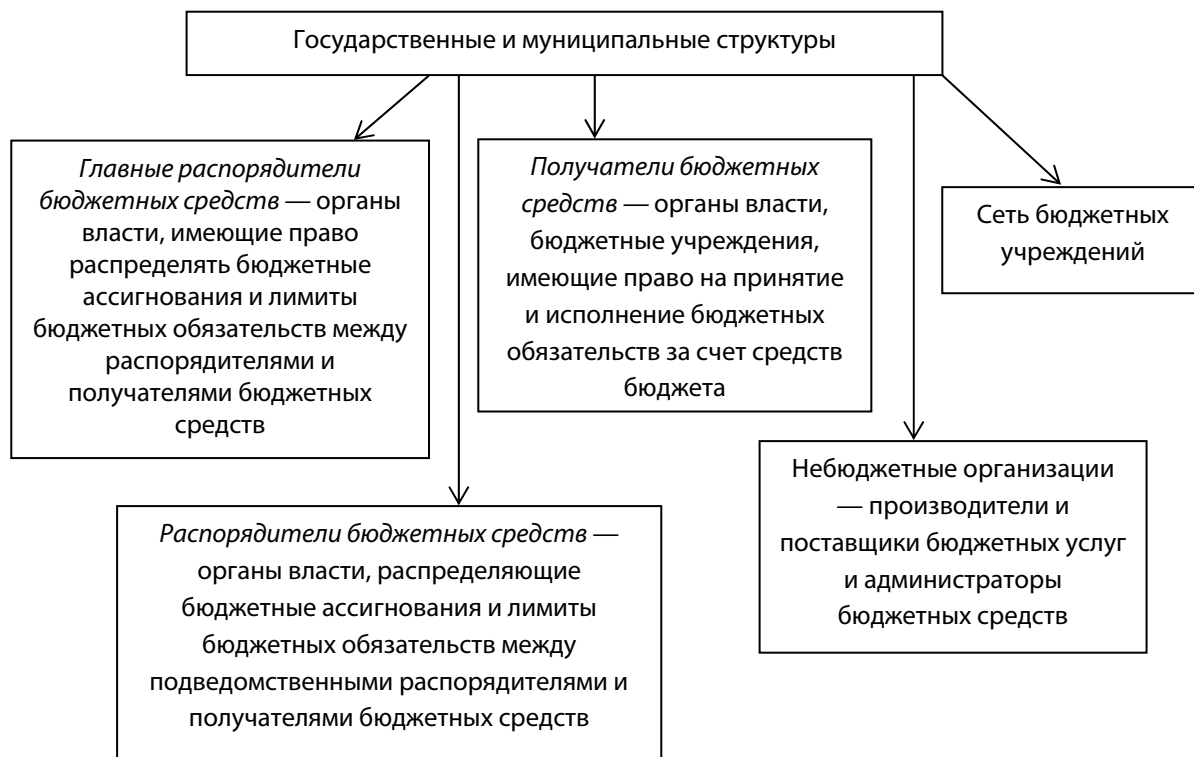 Государственные и муниципальные структуры
Главные распорядители
бюджетных средств — органы
власти, имеющие право
распределять бюджетные
ассигнования и лимиты
бюджетных обязательств между
распорядителями и
получателями бюджетных
средств
Получатели бюджетных
средств — органы власти,
бюджетные учреждения,
имеющие право на принятие
и исполнение бюджетных
обязательств за счет средств
бюджета
Сеть бюджетных
учреждений
Распорядители бюджетных средств —
органы власти, распределяющие
бюджетные ассигнования и лимиты
бюджетных обязательств между
подведомственными распорядителями и
получателями бюджетных средств
Небюджетные организации
— производители и
поставщики бюджетных услуг
и администраторы
бюджетных средств